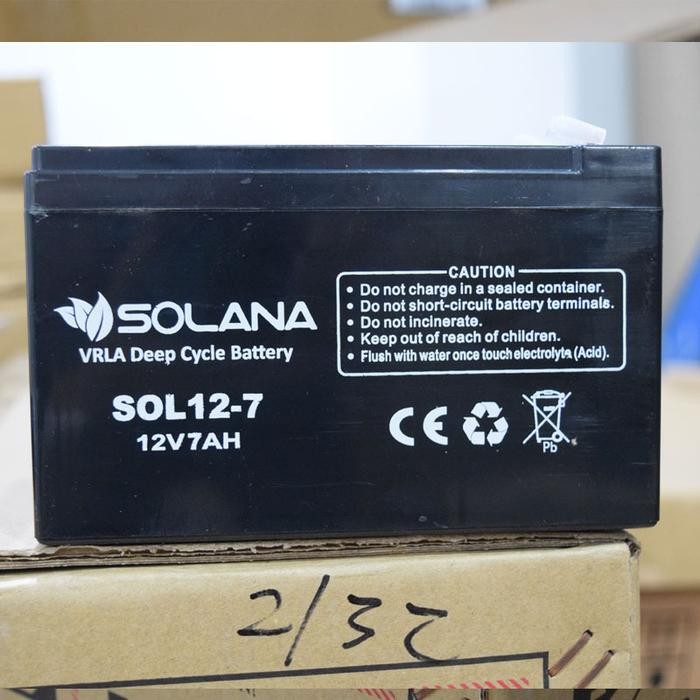 SOLANA
VRLA Deep Cycle Battery
SOL12-7
12V7AH
CAUTION
• Do not charge in a sealed container.
• Do not short-circuit battery terminals.
• Do not incinerate.
• Keep out of reach of children.
• Flush with water once touch electrolyte (Acid).
CE
Pb